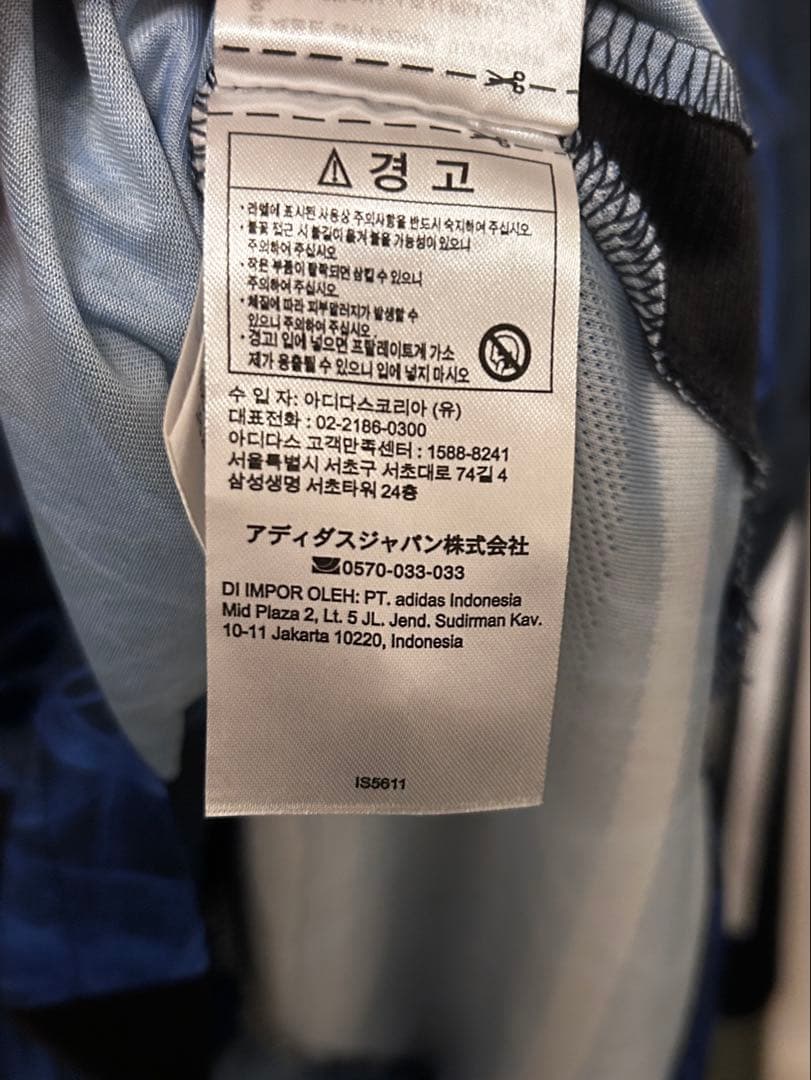 ⚠ 경 고
· 라벨에 표시된 사용상 주의사항을 반드시 숙지하여 주십시오.
· 불꽃 접근 시 불길이 옮겨 붙을 가능성이 있으니
주의하여 주십시오
· 작은 부품이 탈락되면 삼킬 수 있으니
주의하여 주십시오.
· 체질에 따라 피부알러지가 발생할 수
있으니 주의하여 주십시오.
· 경고! 입에 넣으면 프탈레이트계 가소
제가 용출될 수 있으니 입에 넣지 마시오
수 입 자: 아디다스코리아 (유)
대표전화 : 02-2186-0300
아디다스 고객만족센터 : 1588-8241
서울특별시 서초구 서초대로 74길 4
삼성생명 서초타워 24층
アディダスジャパン株式会社
0570-033-033
DI IMPOR OLEH: PT. adidas Indonesia
Mid Plaza 2, Lt. 5 JL. Jend. Sudirman Kav.
10-11 Jakarta 10220, Indonesia
IS5611